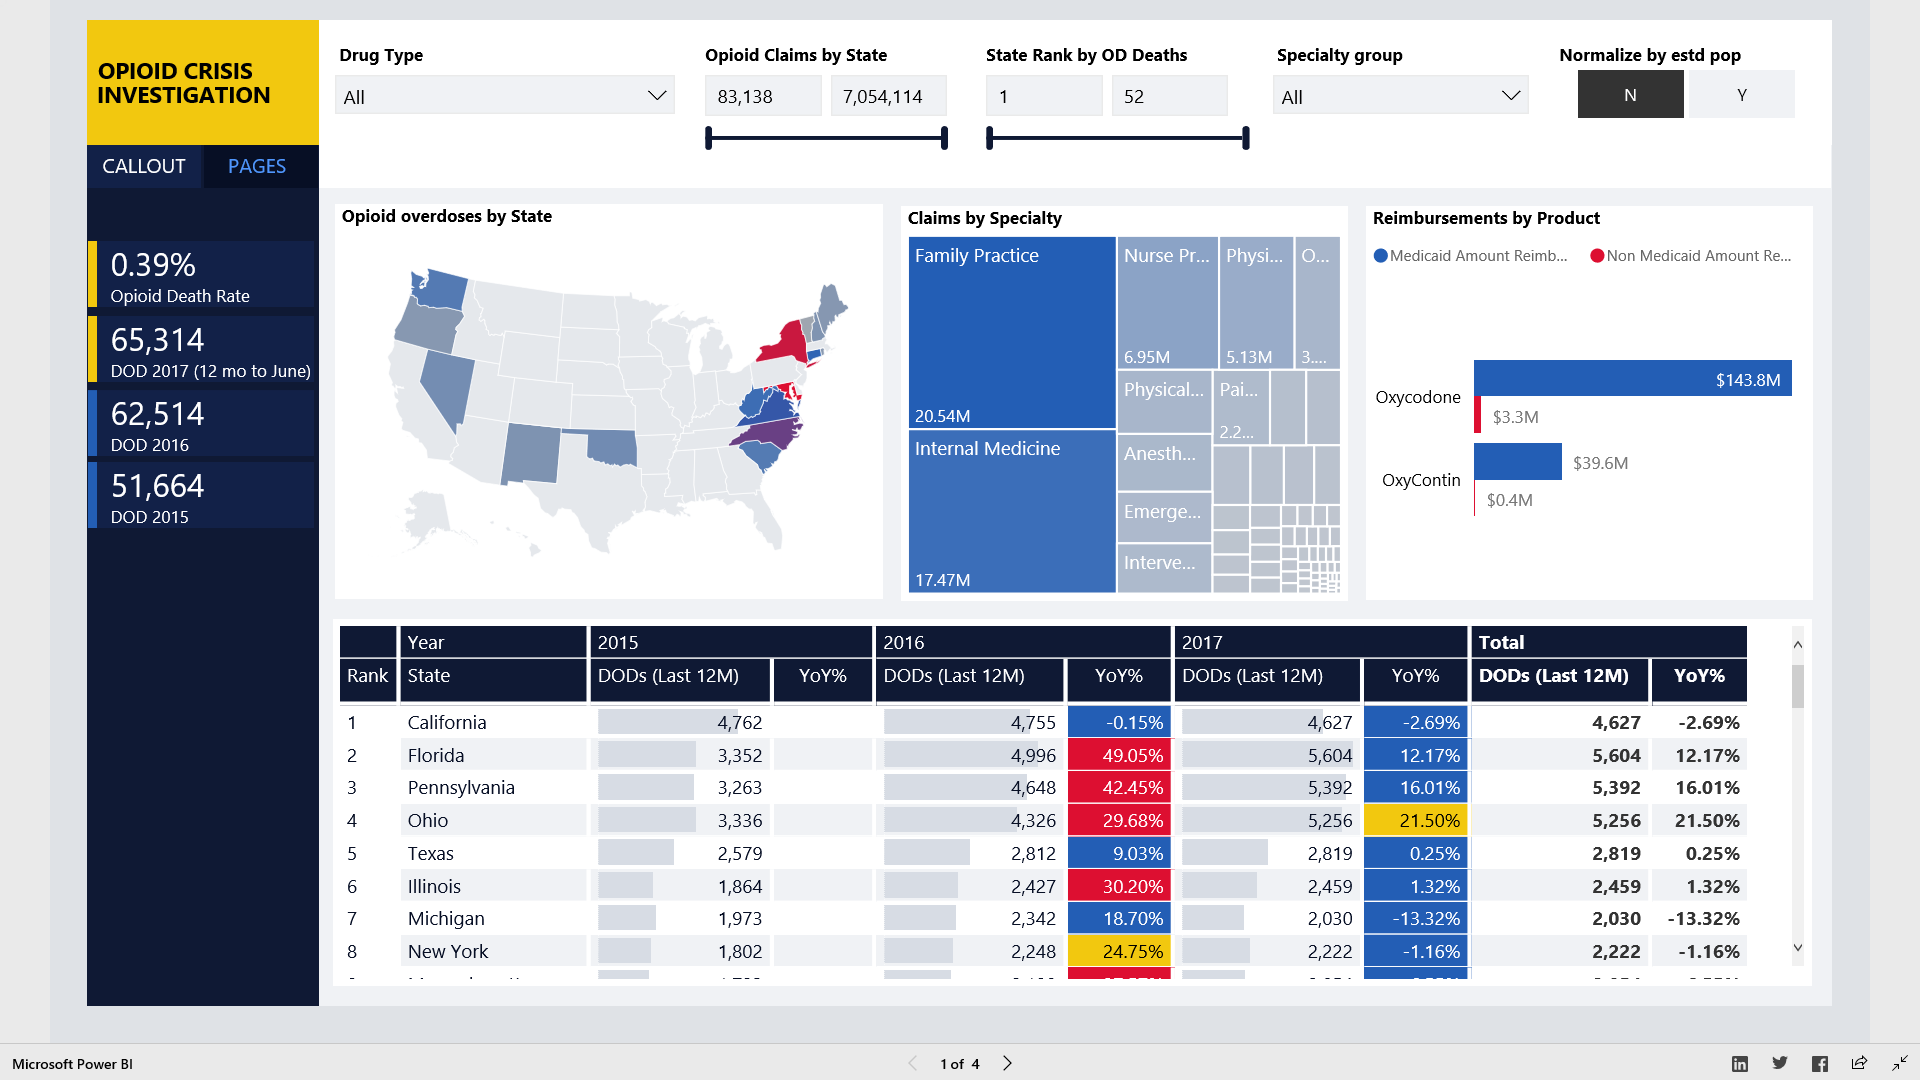 OPIOID CRISIS
INVESTIGATION
CALLOUT
PAGES
0.39%
Opioid Death Rate
65,314
DOD 2017 (12 mo to June)
62,514
DOD 2016
51,664
DOD 2015
Drug Type
All
Opioid Claims by State
83,138
7,054,114
State Rank by OD Deaths
1
52
Specialty group
All
Normalize by estd pop
N
Y
Opioid overdoses by State
Claims by Specialty
Family Practice
20.54M
Internal Medicine
17.47M
Nurse Pr...
6.95M
Physi...
5.13M
O...
3....
Physical...
Pai...
2.2...
Anesth...
Emerge...
Interve...
Reimbursements by Product
Medicaid Amount Reimb...
Non Medicaid Amount Re...
Oxycodone
$143.8M
$3.3M
OxyContin
$39.6M
$0.4M
Year 2015 2016 2017 Total
Rank State DODs (Last 12M) YoY% DODs (Last 12M) YoY% DODs (Last 12M) YoY% DODs (Last 12M) YoY%
1 California 4,762 4,755 -0.15% 4,627 -2.69% 4,627 -2.69%
2 Florida 3,352 4,996 49.05% 5,604 12.17% 5,604 12.17%
3 Pennsylvania 3,263 4,648 42.45% 5,392 16.01% 5,392 16.01%
4 Ohio 3,336 4,326 29.68% 5,256 21.50% 5,256 21.50%
5 Texas 2,579 2,812 9.03% 2,819 0.25% 2,819 0.25%
6 Illinois 1,864 2,427 30.20% 2,459 1.32% 2,459 1.32%
7 Michigan 1,973 2,342 18.70% 2,030 -13.32% 2,030 -13.32%
8 New York 1,802 2,248 24.75% 2,222 -1.16% 2,222 -1.16%
Microsoft Power BI
1 of 4